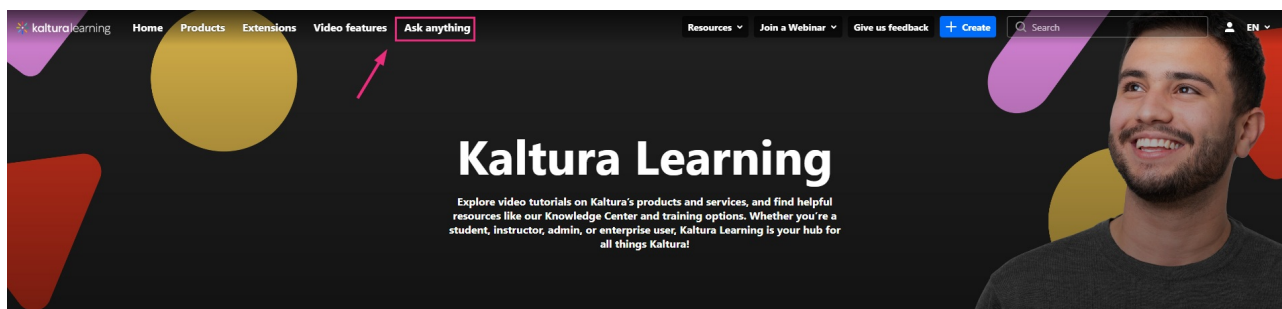 kalturalearning Home Products Extensions Video features Ask anything Resources Join a Webinar Give us feedback + Create Search EN
Kaltura Learning
Explore video tutorials on Kaltura's products and services, and find helpful
resources like our Knowledge Center and training options. Whether you're a
student, instructor, admin, or enterprise user, Kaltura Learning is your hub for
all things Kaltura!